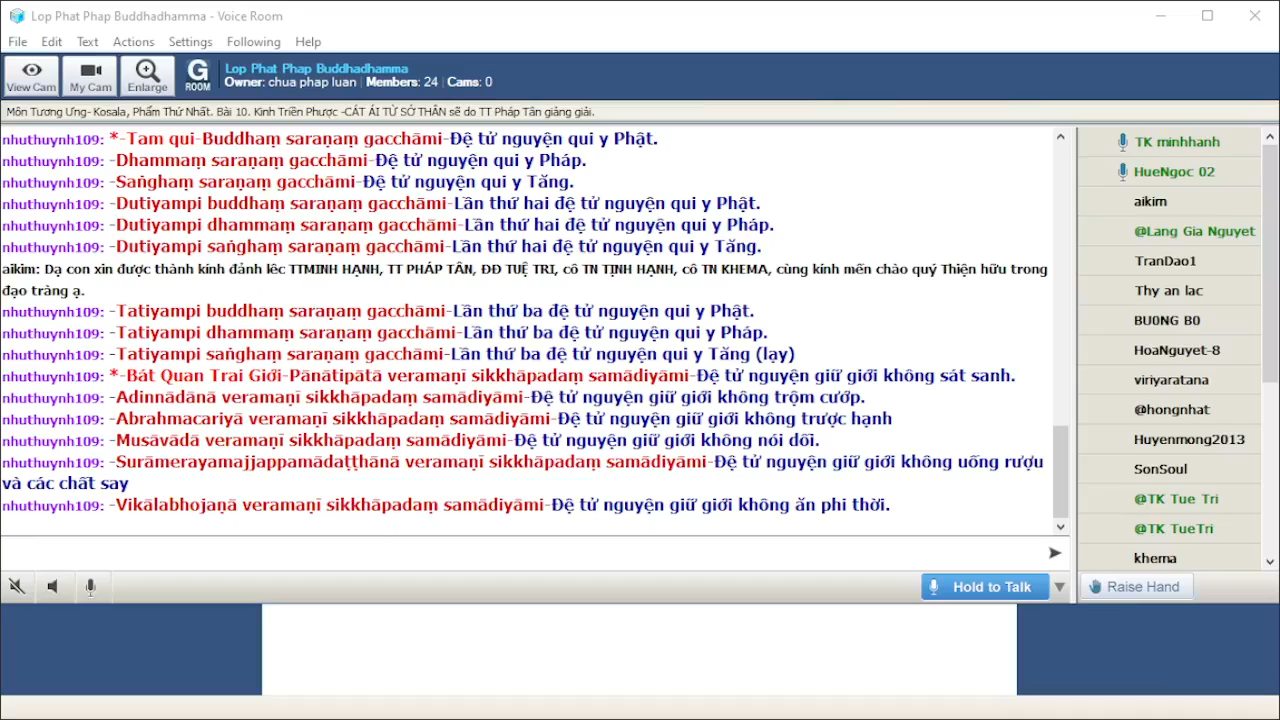 Lop Phat Phap Buddhadhamma - Voice Room
File Edit Text Actions Settings Following Help
View Cam My Cam Enlarge G ROOM
Lop Phat Phap Buddhadhamma
Owner: chua phap luan | Members: 24 | Cams: 0
Môn Tương Ưng- Kosala, Phẩm Thứ Nhất. Bài 10. Kinh Triền Phược -CÁT ÁI TỪ SỞ THÂN sẽ do TT Pháp Tân giảng giải.
nhuthuynh109: *-Tam qui-Buddhaṃ saraṇaṃ gacchāmi-Đệ tử nguyện qui y Phật.
nhuthuynh109: -Dhammaṃ saraṇaṃ gacchāmi-Đệ tử nguyện qui y Pháp.
nhuthuynh109: -Saṅghaṃ saraṇaṃ gacchāmi-Đệ tử nguyện qui y Tăng.
nhuthuynh109: -Dutiyampi buddhaṃ saraṇaṃ gacchāmi-Lần thứ hai đệ tử nguyện qui y Phật.
nhuthuynh109: -Dutiyampi dhammaṃ saraṇaṃ gacchāmi-Lần thứ hai đệ tử nguyện qui y Pháp.
nhuthuynh109: -Dutiyampi saṅghaṃ saraṇaṃ gacchāmi-Lần thứ hai đệ tử nguyện qui y Tăng.
aikim: Dạ con xin được thành kính đảnh lêc TTMINH HẠNH, TT PHÁP TÂN, ĐĐ TUỆ TRI, cô TN TỊNH HẠNH, cô TN KHEMA, cùng kính mến chào quý Thiện hữu trong
đạo tràng ạ.
nhuthuynh109: -Tatiyampi buddhaṃ saraṇaṃ gacchāmi-Lần thứ ba đệ tử nguyện qui y Phật.
nhuthuynh109: -Tatiyampi dhammaṃ saraṇaṃ gacchāmi-Lần thứ ba đệ tử nguyện qui y Pháp.
nhuthuynh109: -Tatiyampi saṅghaṃ saraṇaṃ gacchāmi-Lần thứ ba đệ tử nguyện qui y Tăng (lạy)
nhuthuynh109: *-Bát Quan Trai Giới-Pānātipātā veramaṇī sikkhāpadaṃ samādiyāmi-Đệ tử nguyện giữ giới không sát sanh.
nhuthuynh109: -Adinnādānā veramaṇī sikkhāpadaṃ samādiyāmi-Đệ tử nguyện giữ giới không trộm cướp.
nhuthuynh109: -Abrahmacariyā veramaṇī sikkhāpadaṃ samādiyāmi-Đệ tử nguyện giữ giới không trược hạnh
nhuthuynh109: -Musāvādā veramaṇī sikkhāpadaṃ samādiyāmi-Đệ tử nguyện giữ giới không nói dối.
nhuthuynh109: -Surāmerayamajjappamādaṭṭhānā veramaṇī sikkhāpadaṃ samādiyāmi-Đệ tử nguyện giữ giới không uống rượu
và các chất say
nhuthuynh109: -Vikālabhojaṇā veramaṇī sikkhāpadaṃ samādiyāmi-Đệ tử nguyện giữ giới không ăn phi thời.
TK minhhanh
HueNgoc 02
aikim
@Lang Gia Nguyet
TranDao1
Thy an lac
BU0NG B0
HoaNguyet-8
viriyaratana
@hongnhat
Huyenmong2013
SonSoul
@TK Tue Tri
@TK TueTri
khema
Hold to Talk
Raise Hand